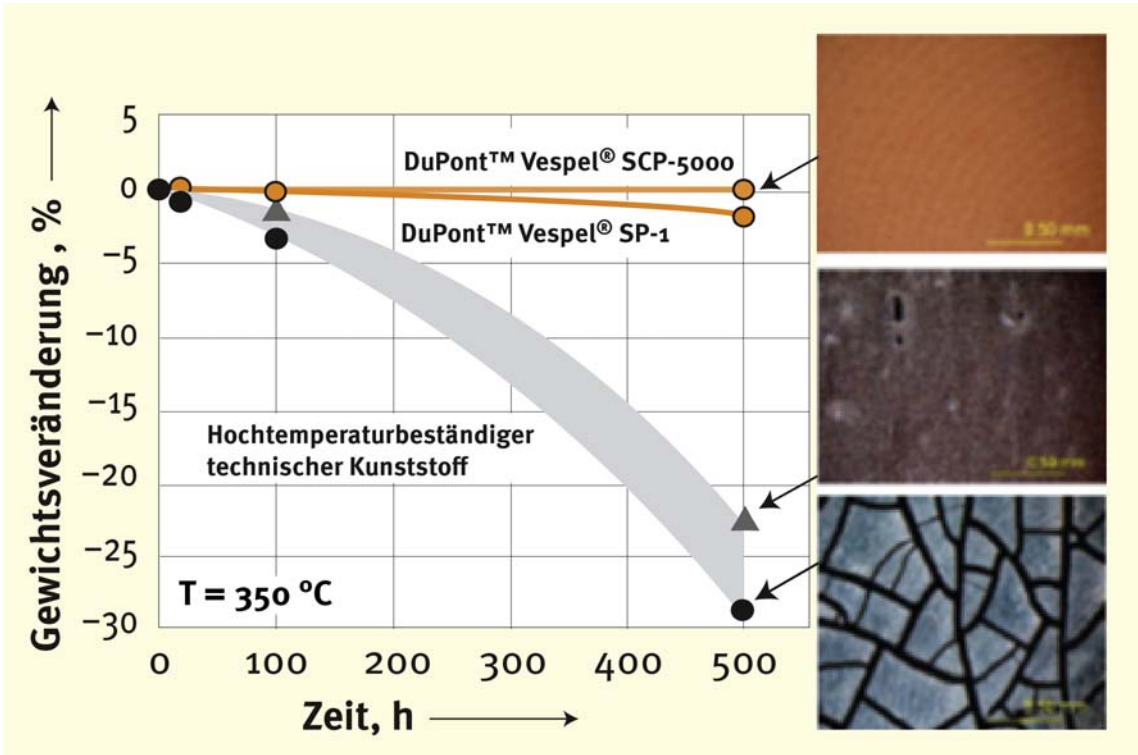 Gewichtsveränderung, %
5
0
–5
–10
–15
–20
–25
–30
DuPont™ Vespel® SCP-5000
DuPont™ Vespel® SP-1
Hochtemperaturbeständiger
technischer Kunststoff
T = 350 °C
0 100 200 300 400 500
Zeit, h